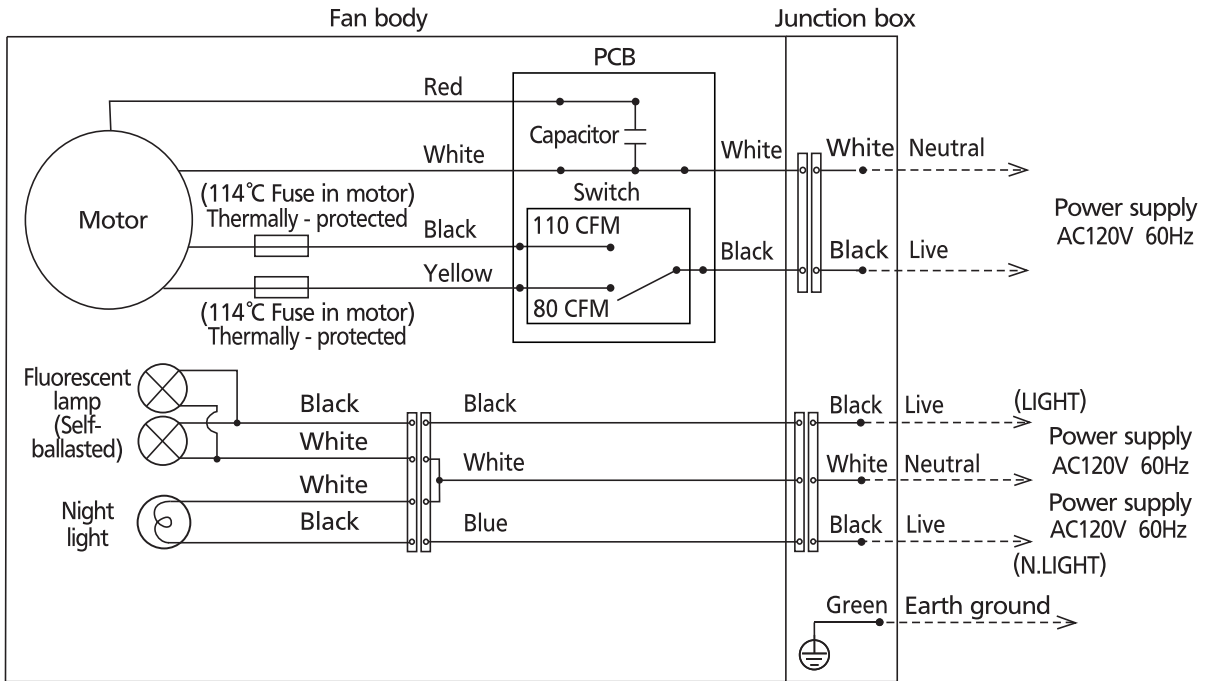 Fan body
Junction box
PCB
Red
Capacitor
White
White
White
Neutral
(114°C Fuse in motor)
Thermally - protected
Switch
Motor
110 CFM
Black
Black
Black
Live
Power supply
AC120V 60Hz
Yellow
80 CFM
(114°C Fuse in motor)
Thermally - protected
Fluorescent
lamp
(Self-
ballasted)
Black
Black
Black
Live
(LIGHT)
White
Power supply
AC120V 60Hz
White
White
Neutral
White
Night
light
Black
Blue
Black
Live
Power supply
AC120V 60Hz
(N.LIGHT)
Green
Earth ground